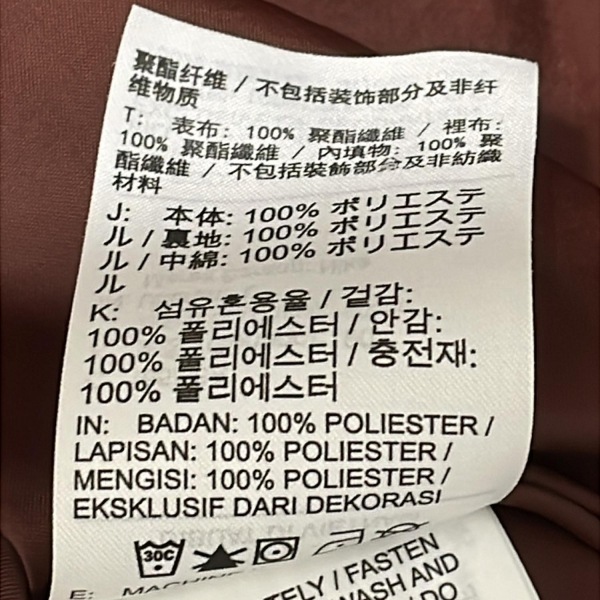 聚酯纤维 / 不包括装饰部分及非纤
维物质
T: 表布: 100% 聚酯纖維 / 裡布:
100% 聚酯纖維 / 內填物: 100% 聚
酯纖維 / 不包括裝飾部分及非紡織
材料
J: 本体: 100% ポリエステ
ル / 裏地: 100% ポリエステ
ル / 中綿: 100% ポリエステ
ル
K: 섬유혼용율 / 겉감:
100% 폴리에스터 / 안감:
100% 폴리에스터 / 충전재:
100% 폴리에스터
IN: BADAN: 100% POLIESTER /
LAPISAN: 100% POLIESTER /
MENGISI: 100% POLIESTER /
EKSKLUSIF DARI DEKORASI
30C
E: MACHINE
TELY / FASTEN
WASH AND
DO